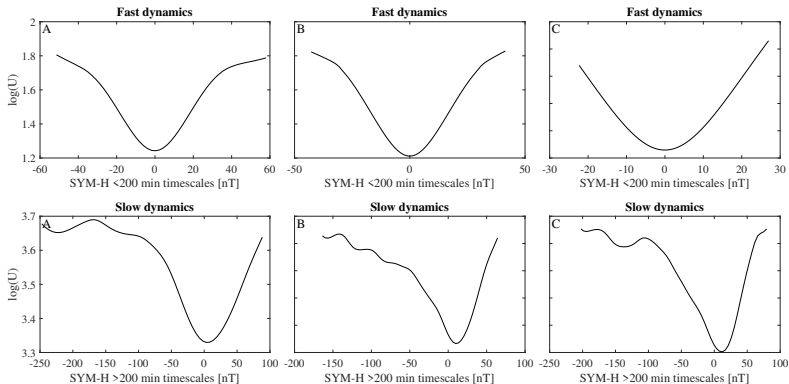 Fast dynamics
Fast dynamics
Fast dynamics
A
B
C
2
1.8
1.6
1.4
1.2
log(U)
-60 -40 -20 0 20 40 60
-50 0 50
-30 -20 -10 0 10 20 30
SYM-H <200 min timescales [nT]
SYM-H <200 min timescales [nT]
SYM-H <200 min timescales [nT]
Slow dynamics
Slow dynamics
Slow dynamics
A
B
C
3.7
3.6
3.5
3.4
3.3
log(U)
-250 -200 -150 -100 -50 0 50 100
-200 -150 -100 -50 0 50 100
-250 -200 -150 -100 -50 0 50 100
SYM-H >200 min timescales [nT]
SYM-H >200 min timescales [nT]
SYM-H >200 min timescales [nT]